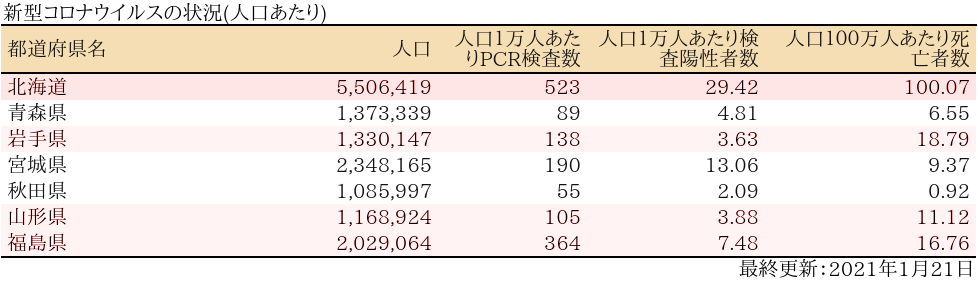 新型コロナウイルスの状況(人口あたり)
都道府県名 人口 人口1万人あたりPCR検査数 人口1万人あたり検査陽性者数 人口100万人あたり死亡者数
北海道 5,506,419 523 29.42 100.07
青森県 1,373,339 89 4.81 6.55
岩手県 1,330,147 138 3.63 18.79
宮城県 2,348,165 190 13.06 9.37
秋田県 1,085,997 55 2.09 0.92
山形県 1,168,924 105 3.88 11.12
福島県 2,029,064 364 7.48 16.76
最終更新：2021年1月21日